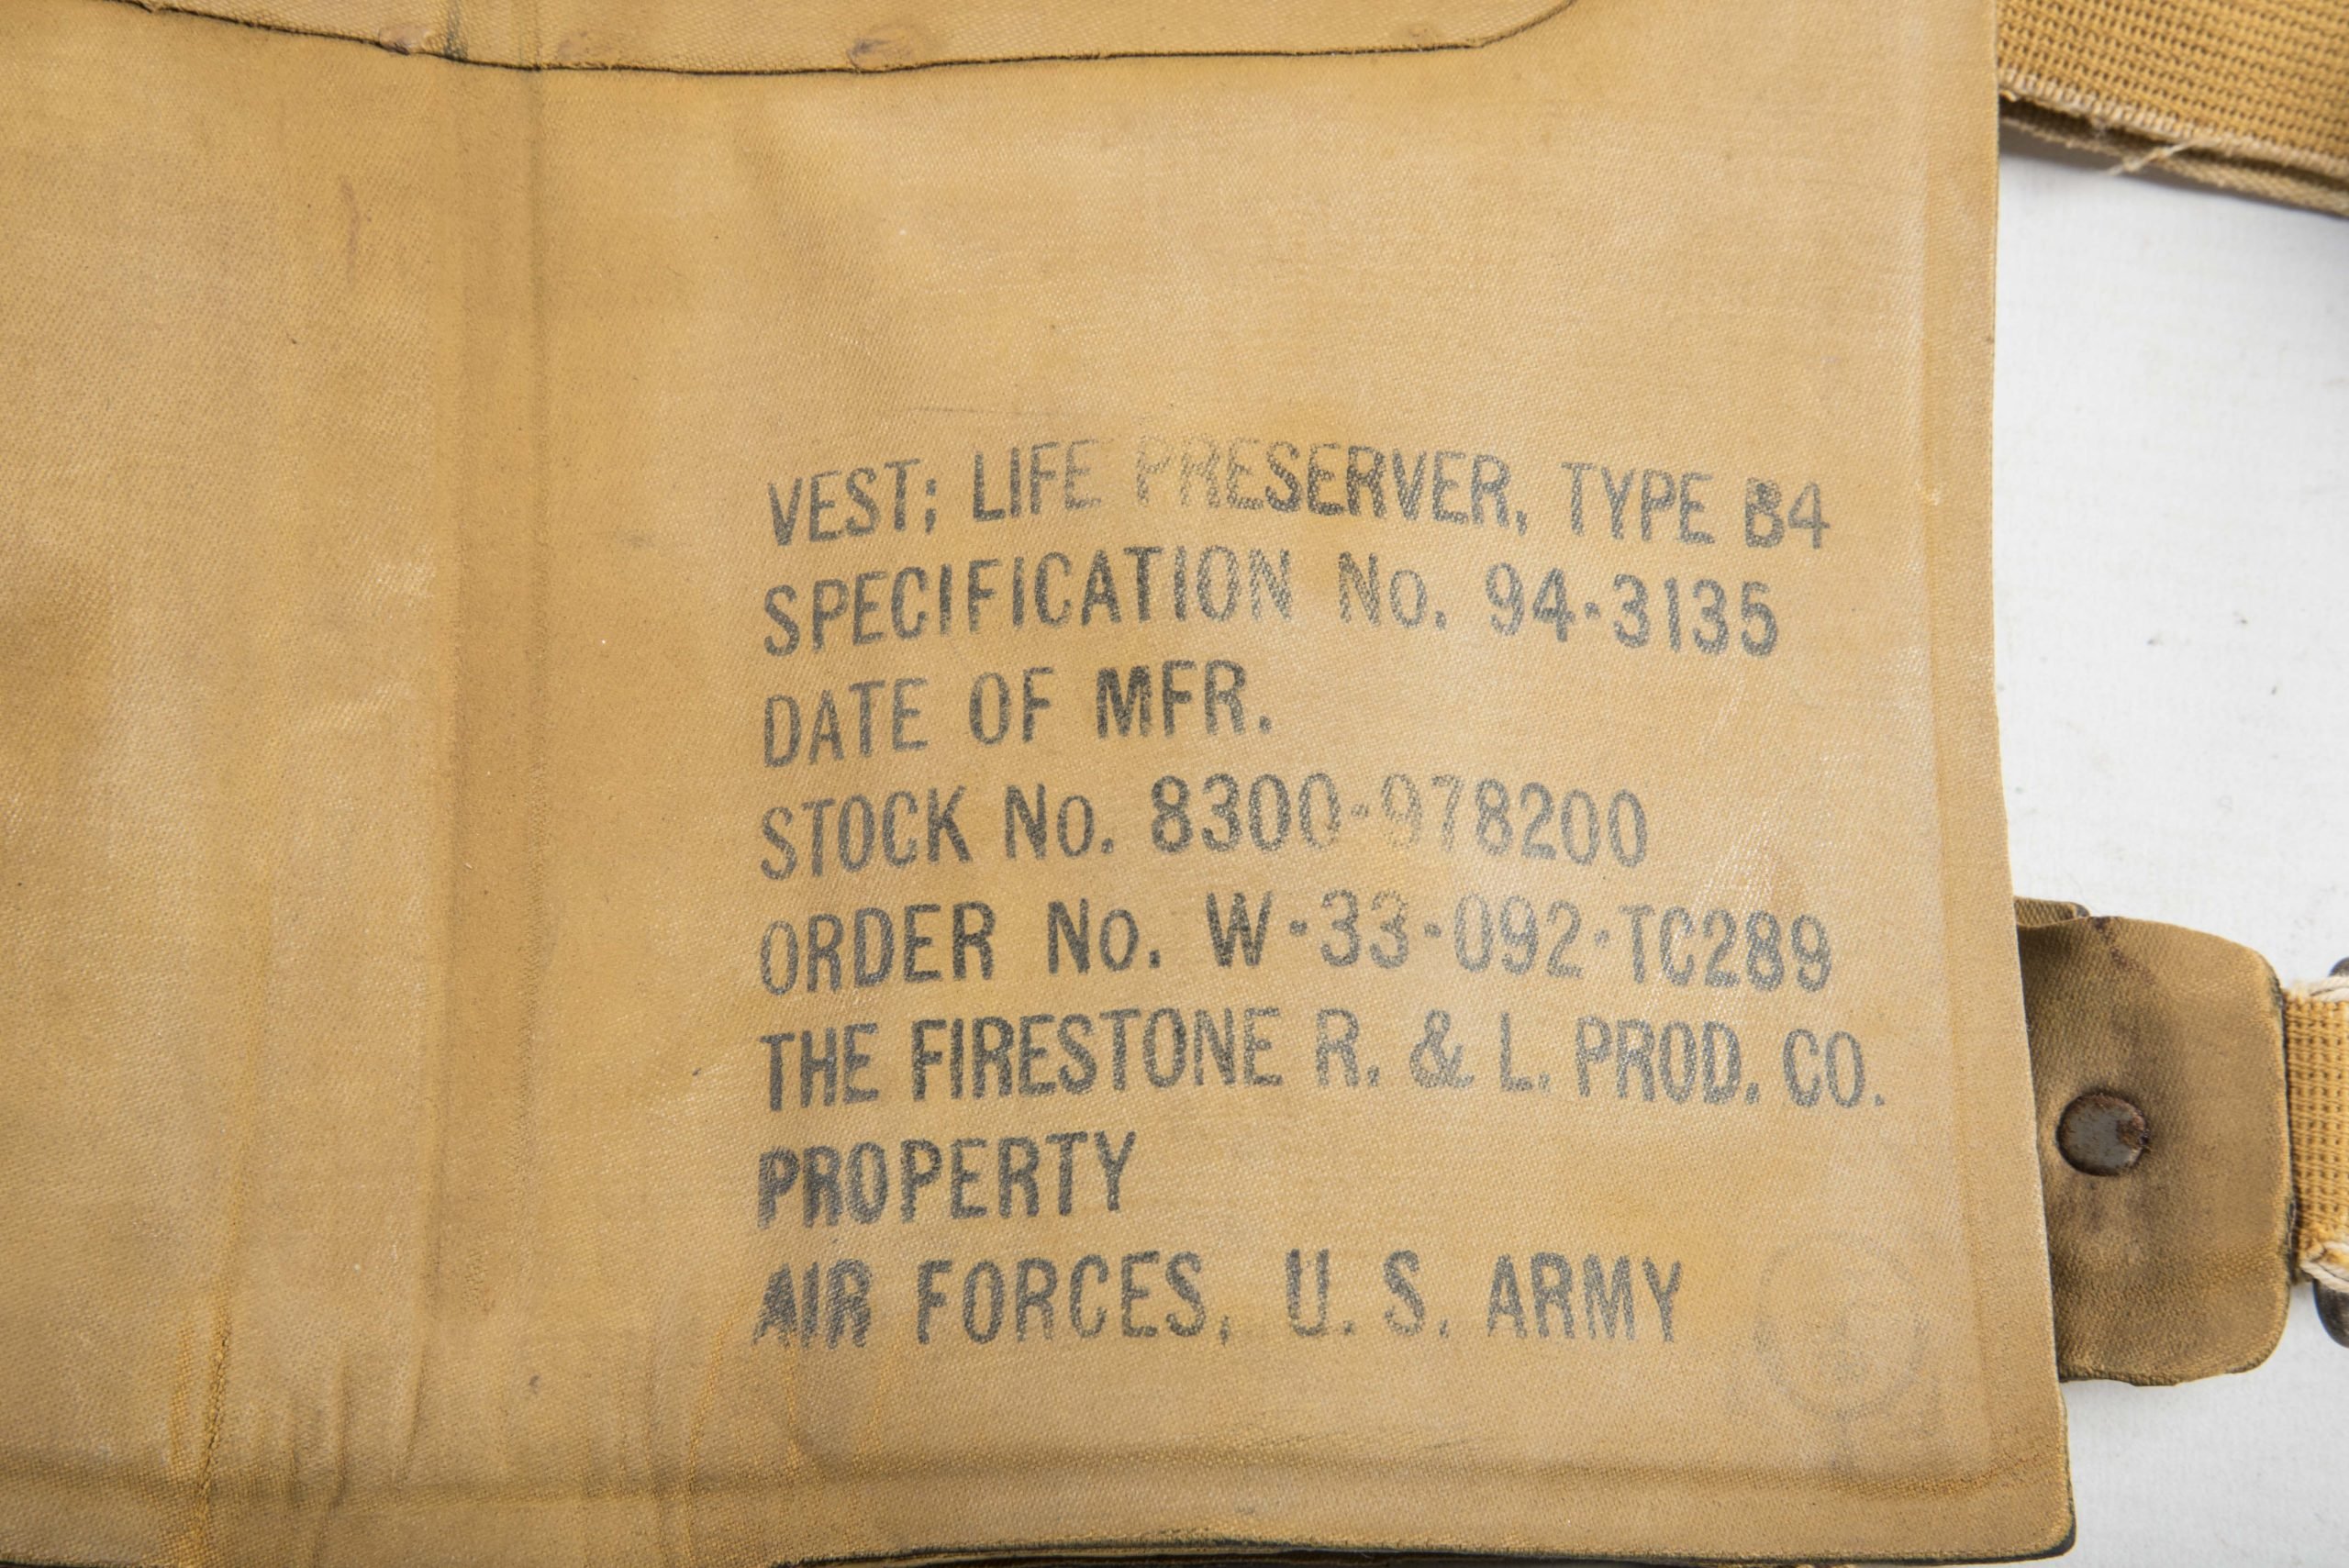 VEST; LIFE PRESERVER, TYPE B4
SPECIFICATION No. 94-3135
DATE OF MFR.
STOCK No. 8300-978200
ORDER No. W-33-092-TC289
THE FIRESTONE R. & L. PROD. CO.
PROPERTY
AIR FORCES, U. S. ARMY